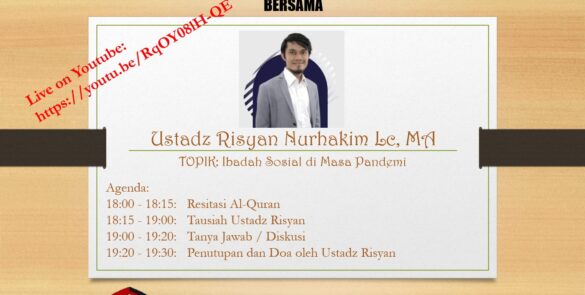 BERSAMA
Live on Youtube:
https://youtu.be/RqOY08lH-QE
Ustadz Risyan Nurhakim Lc, MA
TOPIK: Ibadah Sosial di Masa Pandemi
Agenda:
18:00 - 18:15: Resitasi Al-Quran
18:15 - 19:00: Tausiah Ustadz Risyan
19:00 - 19:20: Tanya Jawab / Diskusi
19:20 - 19:30: Penutupan dan Doa oleh Ustadz Risyan